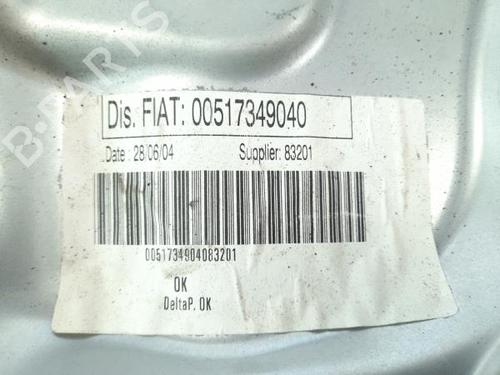 B-PARTS
Dis. FIAT: 00517349040
Date : 28/06/04 Supplier: 83201
0051734904083201
OK
DeltaP. OK